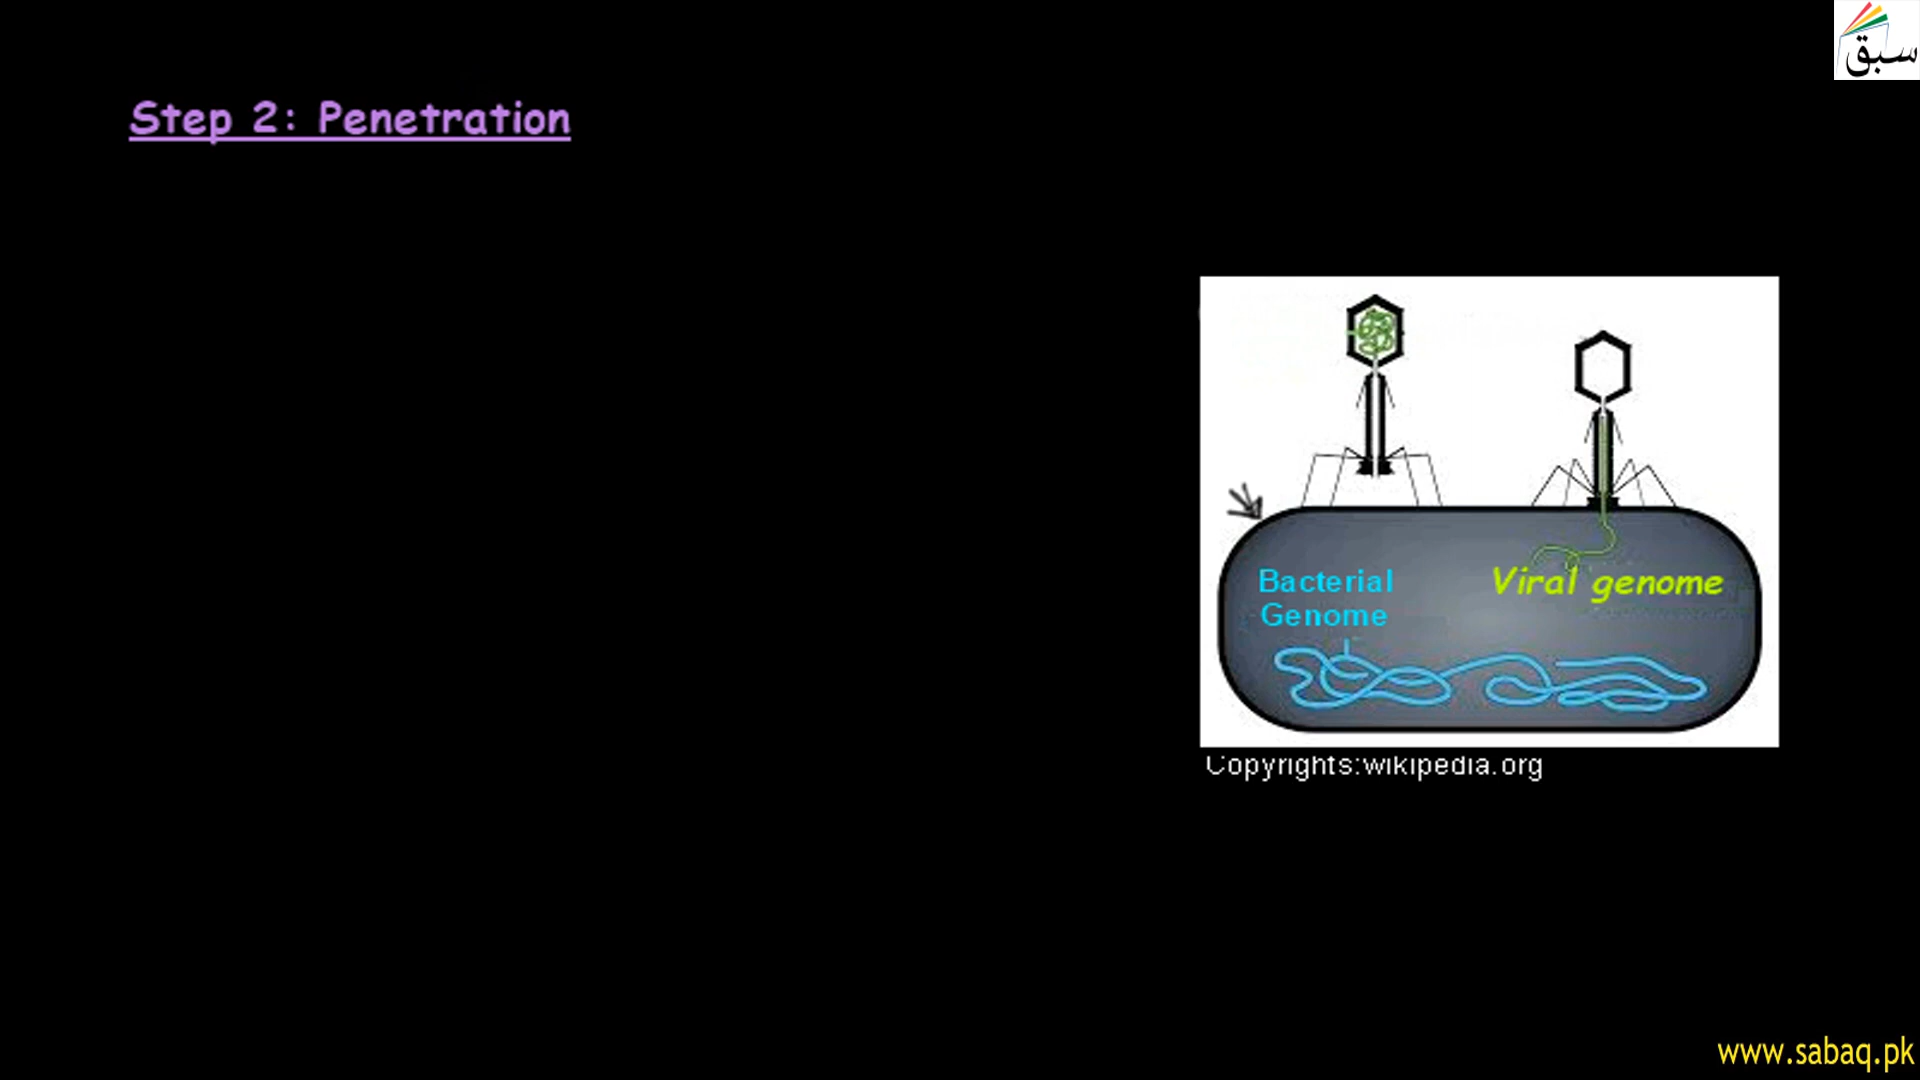 سبق
Step 2: Penetration
Bacterial
Genome
Viral genome
Copyrights:wikipedia.org
www.sabaq.pk